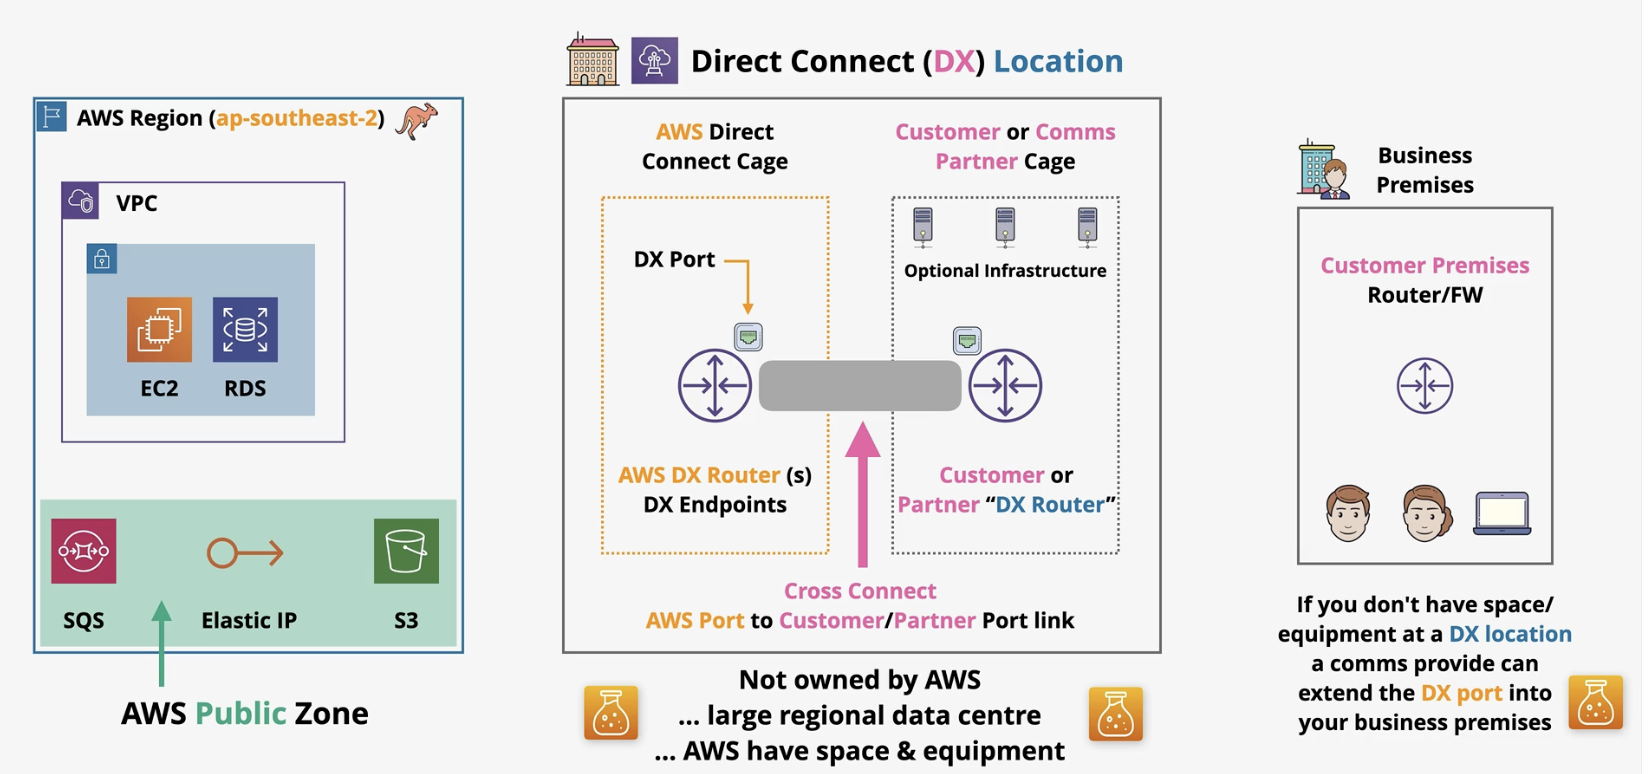 Direct Connect (DX) Location
AWS Region (ap-southeast-2)
VPC
EC2
RDS
SQS
Elastic IP
S3
AWS Public Zone
AWS Direct
Connect Cage
Customer or Comms
Partner Cage
DX Port
Optional Infrastructure
AWS DX Router (s)
DX Endpoints
Customer or
Partner “DX Router”
Cross Connect
AWS Port to Customer/Partner Port link
Not owned by AWS
... large regional data centre
... AWS have space & equipment
Business
Premises
Customer Premises
Router/FW
If you don't have space/
equipment at a DX location
a comms provide can
extend the DX port into
your business premises